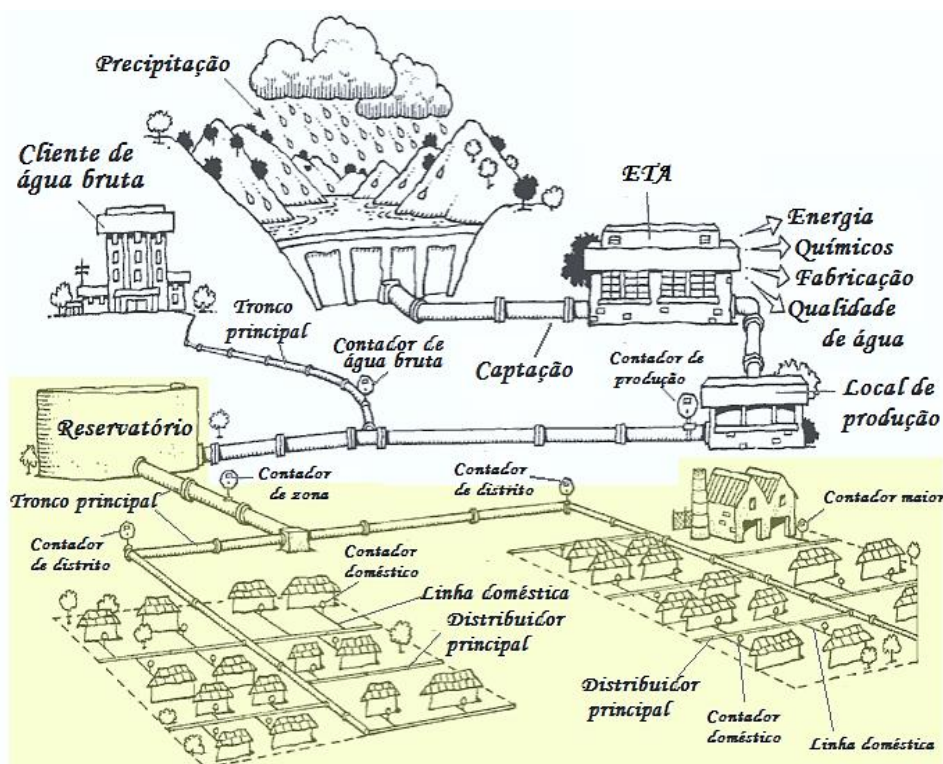 Precipitação
Cliente de
água bruta
ETA
Energia
Químicos
Fabricação
Qualidade
de água
Tronco
principal
Contador de
água bruta
Captação
Contador de
produção
Local de
produção
Reservatório
Contador
de zona
Contador
de distrito
Contador maior
Tronco principal
Contador
de distrito
Contador
doméstico
Linha doméstica
Distribuidor
principal
Distribuidor
principal
Contador
doméstico
Linha doméstica